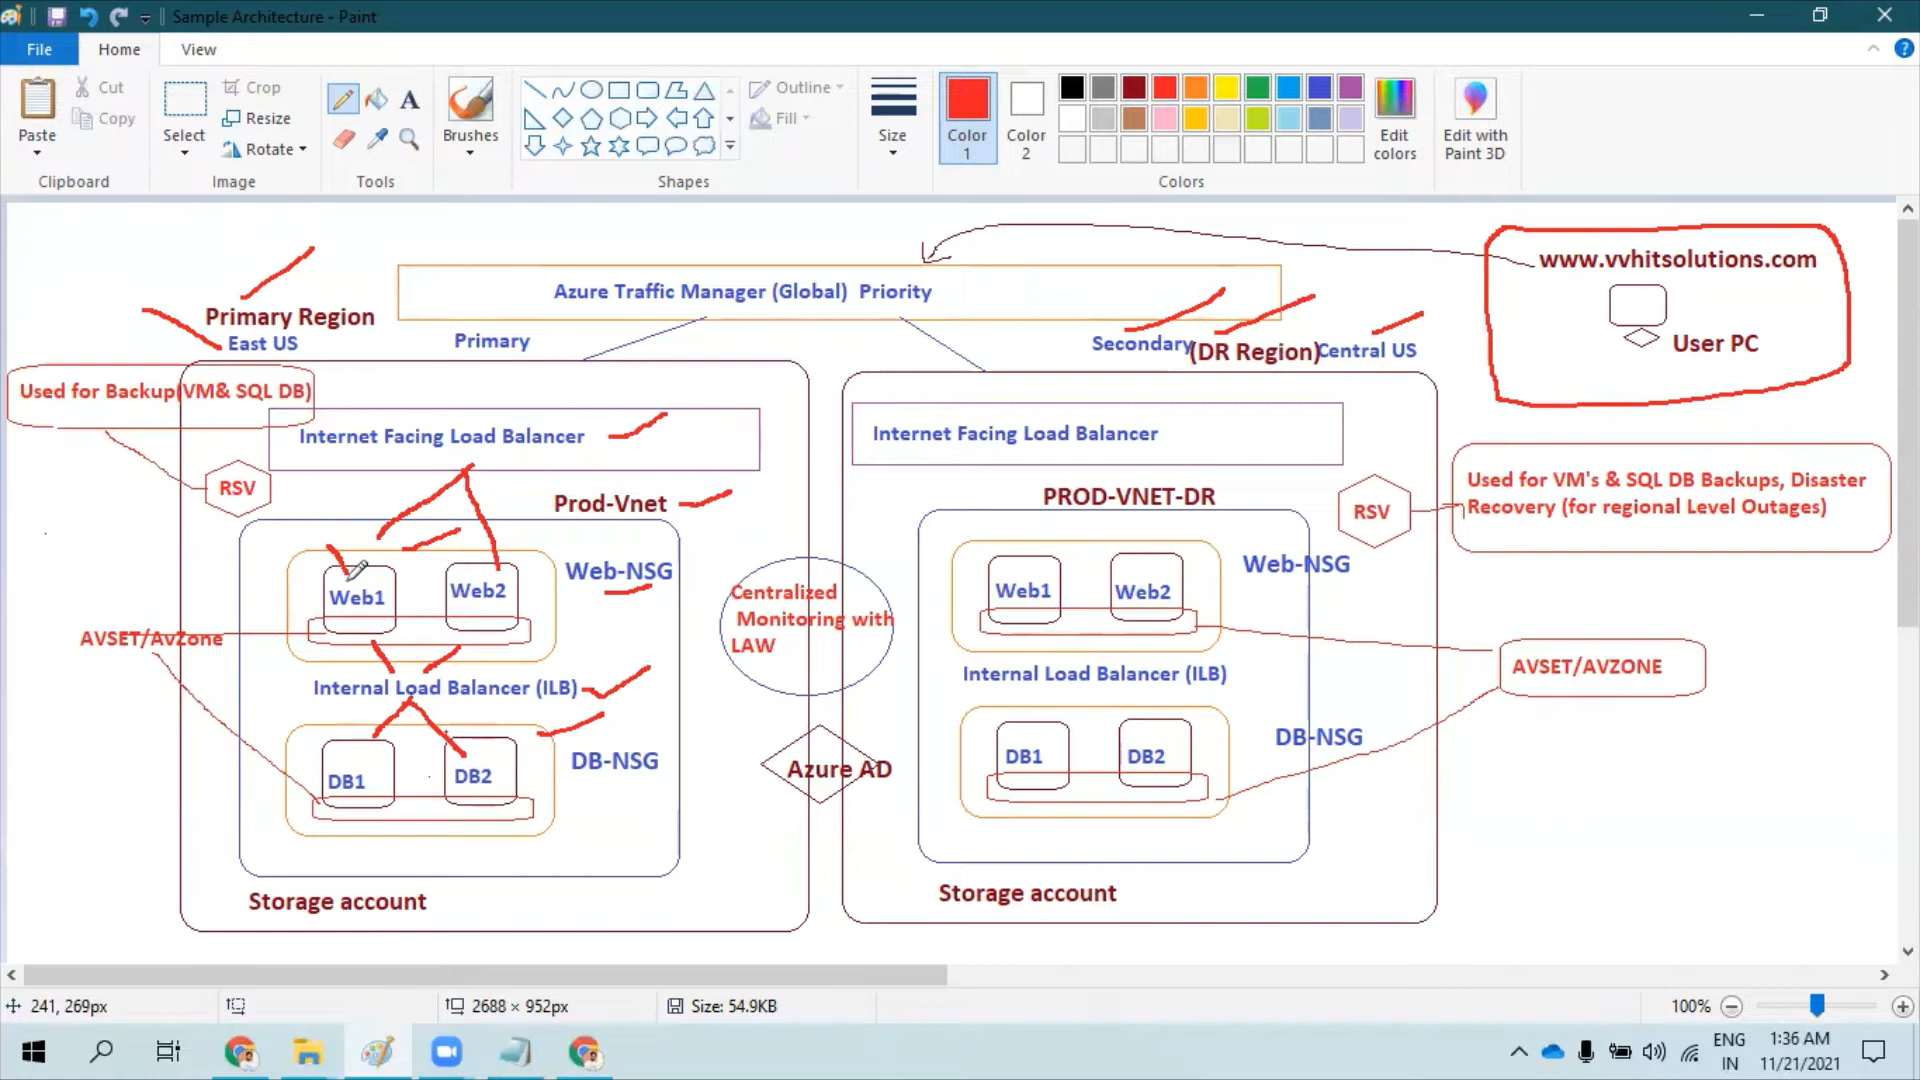 Sample Architecture - Paint
File
Home
View
Paste
Cut
Copy
Clipboard
Select
Crop
Resize
Rotate
Image
A
Tools
Brushes
Outline
Fill
Shapes
Size
Color
1
Color
2
Edit
colors
Edit with
Paint 3D
Colors
www.vvhitsolutions.com
User PC
Azure Traffic Manager (Global) Priority
Primary Region
East US
Primary
Secondary
(DR Region)
Central US
Used for Backup(VM& SQL DB)
Internet Facing Load Balancer
Internet Facing Load Balancer
RSV
Prod-Vnet
PROD-VNET-DR
RSV
Used for VM's & SQL DB Backups, Disaster
Recovery (for regional Level Outages)
Web1
Web2
Web-NSG
Centralized
Monitoring with
LAW
Web1
Web2
Web-NSG
AVSET/AvZone
Internal Load Balancer (ILB)
Internal Load Balancer (ILB)
AVSET/AVZONE
DB1
DB2
DB-NSG
Azure AD
DB1
DB2
DB-NSG
Storage account
Storage account
241, 269px
2688 × 952px
Size: 54.9KB
100%
ENG
IN
1:36 AM
11/21/2021